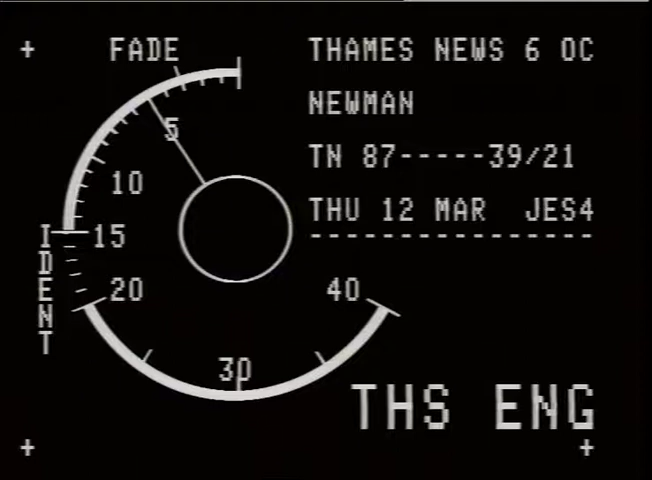 FADE
THAMES NEWS 6 OC
NEWMAN
5
TN 87-----39/21
10
THU 12 MAR JES4
----------------
15
IDENT
20
40
30
THS ENG